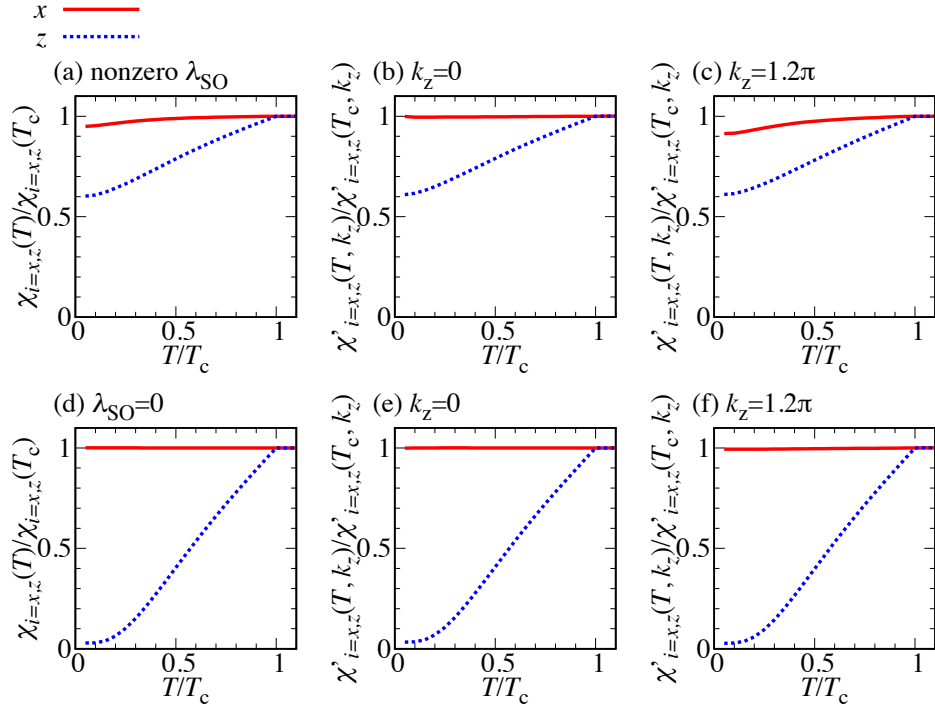 x
z
(a) nonzero λSO
(b) kz=0
(c) kz=1.2π
χi=x,z(T)/χi=x,z(Tc)
χ'i=x,z(T, kz)/χ'i=x,z(Tc, kz)
χ'i=x,z(T, kz)/χ'i=x,z(Tc, kz)
1
0.5
0
0 0.5 1
T/Tc
1
0.5
0
0 0.5 1
T/Tc
1
0.5
0
0 0.5 1
T/Tc
(d) λSO=0
(e) kz=0
(f) kz=1.2π
χi=x,z(T)/χi=x,z(Tc)
χ'i=x,z(T, kz)/χ'i=x,z(Tc, kz)
χ'i=x,z(T, kz)/χ'i=x,z(Tc, kz)
1
0.5
0
0 0.5 1
T/Tc
1
0.5
0
0 0.5 1
T/Tc
1
0.5
0
0 0.5 1
T/Tc